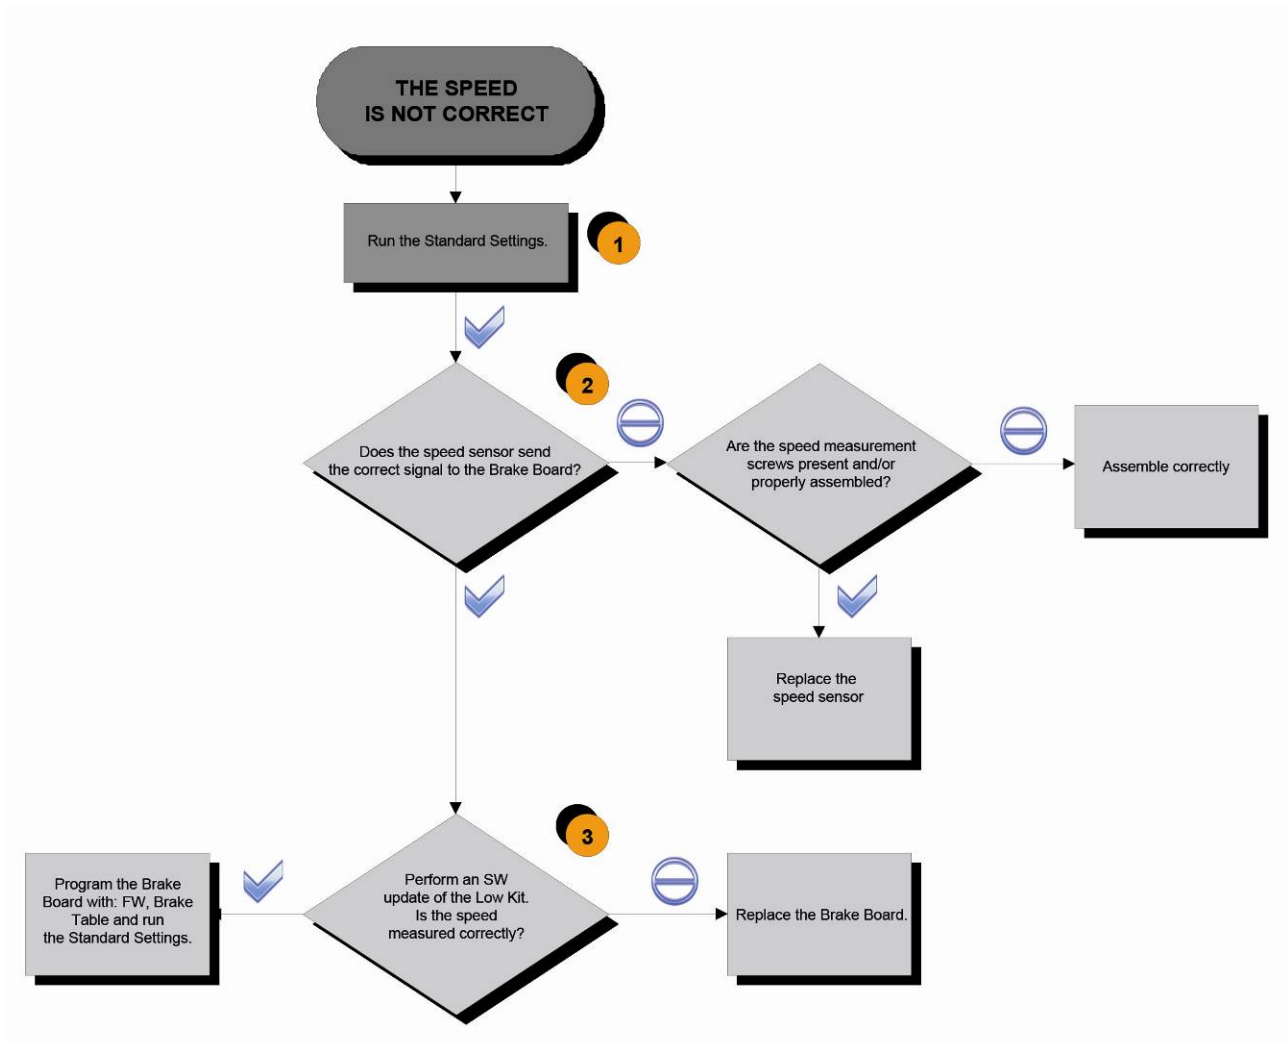 THE SPEED
IS NOT CORRECT
Run the Standard Settings.
1
2
Does the speed sensor send
the correct signal to the Brake Board?
Are the speed measurement
screws present and/or
properly assembled?
Assemble correctly
Replace the
speed sensor
3
Perform an SW
update of the Low Kit.
Is the speed
measured correctly?
Program the Brake
Board with: FW, Brake
Table and run
the Standard Settings.
Replace the Brake Board.